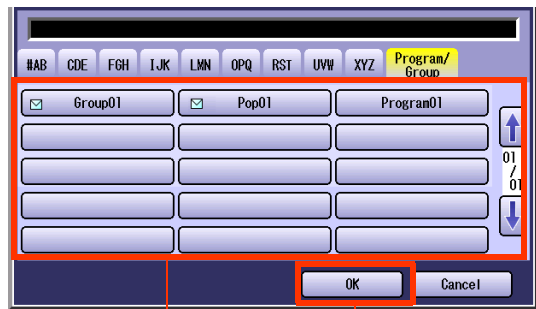 #AB CDE FGH IJK LMN OPQ RST UVW XYZ Program/
Group
Group01 Pop01 Program01
01
/
01
OK Cancel